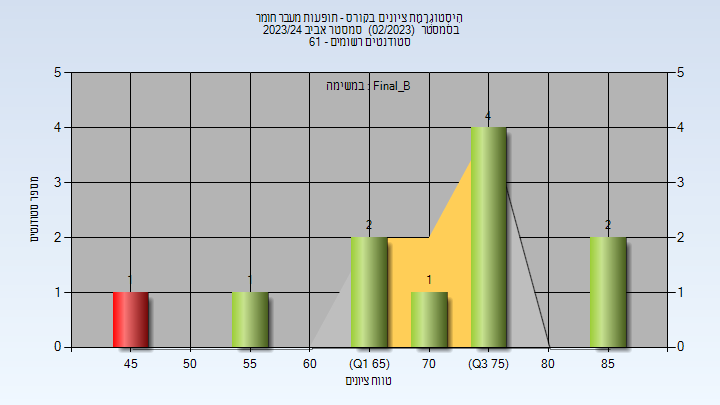 היסטוגרמת ציונים בקורס - תופעות מעבר חומר
בסמסטר (02/2023) סמסטר אביב 2023/24
סטודנטים רשומים - 61
במשימה : Final_B
מספר סטודנטים
5 5
4 4
3 3
2 2
1 1
0 0
1 1 2 1 4 2
45 50 55 60 (Q1 65) 70 (Q3 75) 80 85
טווח ציונים